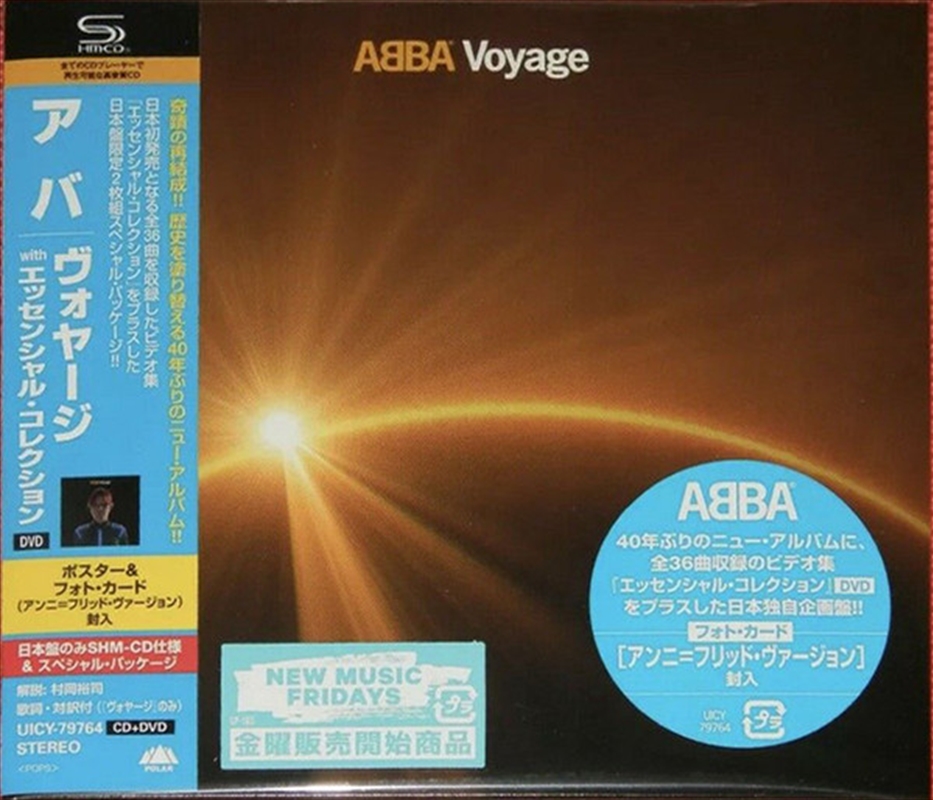 SHM-CD
全てのCDプレーヤーで
再生可能な高音質CD
アバ
ヴォヤージ
with エッセンシャル・コレクション
DVD
奇蹟の再結成!! 歴史を塗り替える40年ぶりのニュー・アルバム!!
日本初発売となる全36曲を収録したビデオ集
「エッセンシャル・コレクション」をプラスした
日本盤限定2枚組スペシャル・パッケージ!!
ポスター&
フォト・カード
(アンニ=フリッド・ヴァージョン)
封入
日本盤のみSHM-CD仕様
& スペシャル・パッケージ
解説: 村岡裕司
歌詞・対訳付(「ヴォヤージ」のみ)
UICY-79764 CD+DVD
STEREO
<POPS>
POLAR
ABBA Voyage
NEW MUSIC
FRIDAYS
プラ
金曜販売開始商品
ABBA
40年ぶりのニュー・アルバムに、
全36曲収録のビデオ集
「エッセンシャル・コレクション」DVD
をプラスした日本独自企画盤!!
フォト・カード
[アンニ=フリッド・ヴァージョン]
封入
UICY
79764
プラ